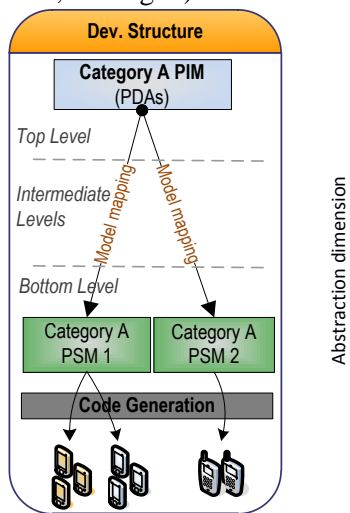 Dev. Structure
Category A PIM
(PDAs)
Top Level
Intermediate
Levels
Model mapping
Model mapping
Abstraction dimension
Bottom Level
Category A
PSM 1
Category A
PSM 2
Code Generation